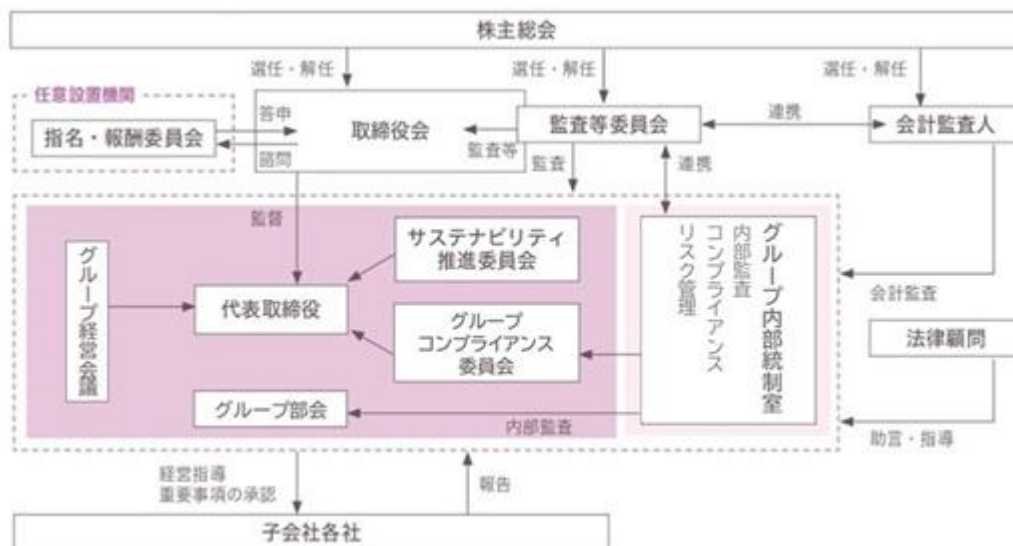 株主総会
選任・解任
選任・解任
選任・解任
任意設置機関
指名・報酬委員会
答申
諮問
取締役会
監査等
監査等委員会
連携
会計監査人
監査
連携
監督
グループ経営会議
代表取締役
サステナビリティ
推進委員会
グループ
コンプライアンス
委員会
グループ部会
内部監査
グループ内部統制室
内部監査
コンプライアンス
リスク管理
会計監査
法律顧問
助言・指導
経営指導
重要事項の承認
報告
子会社各社